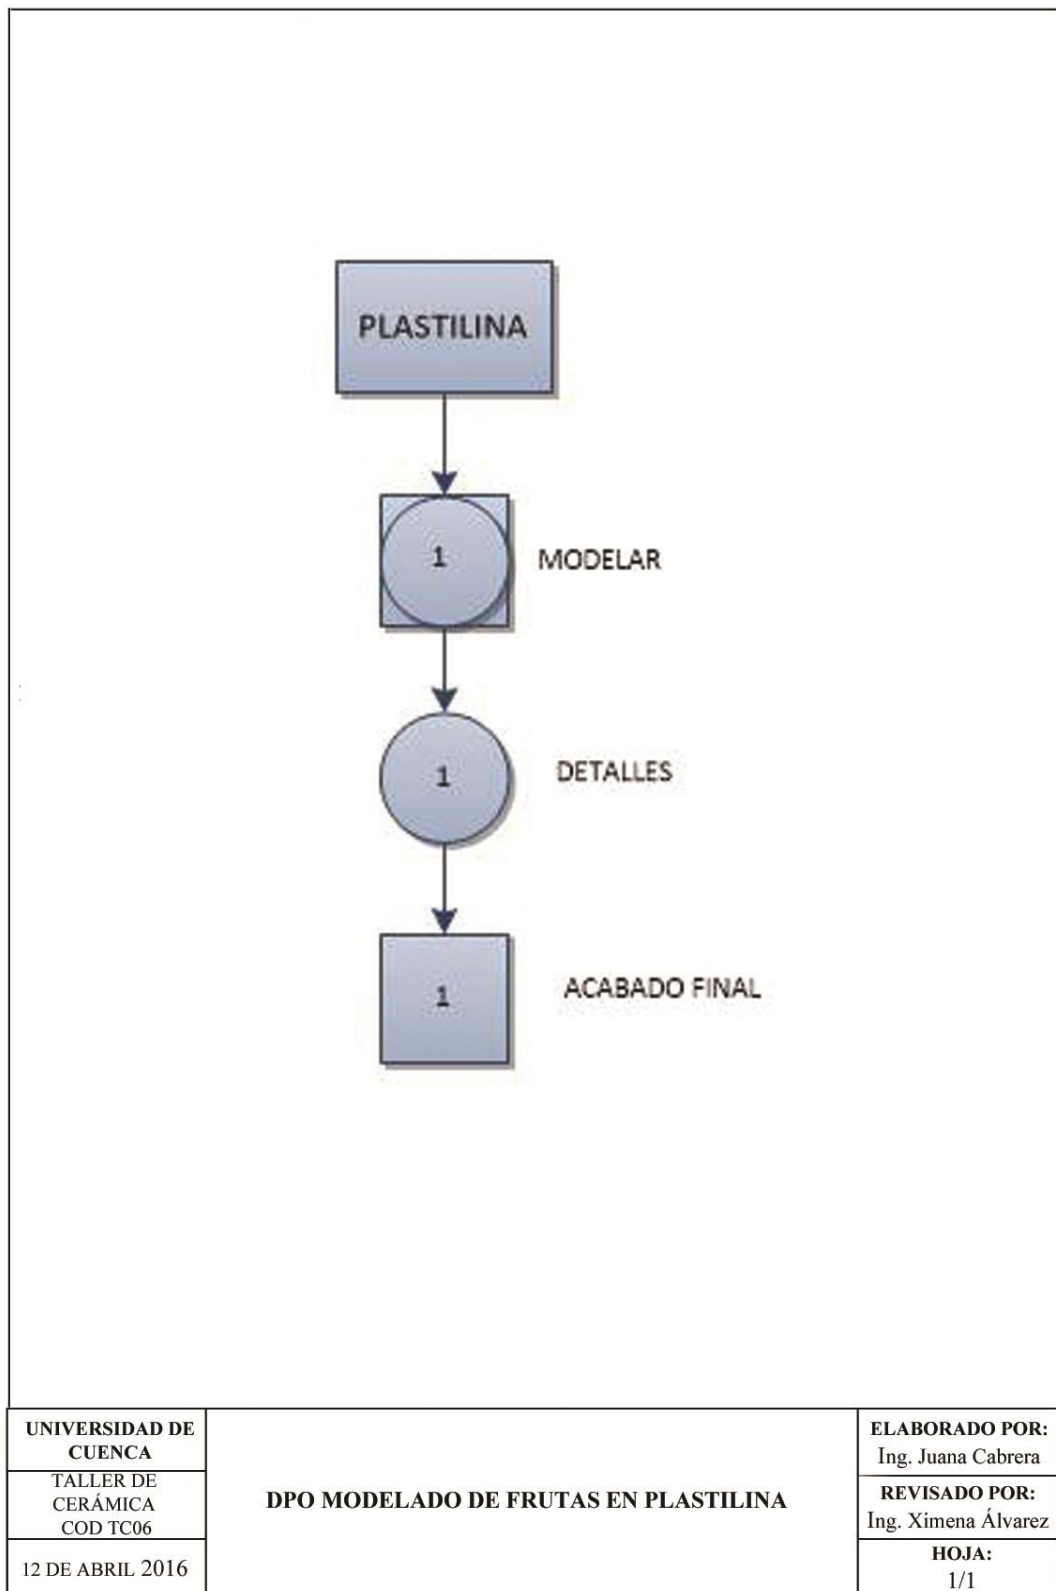 PLASTILINA
1
MODELAR
1
DETALLES
1
ACABADO FINAL
UNIVERSIDAD DE
CUENCA
TALLER DE
CERÁMICA
COD TC06
12 DE ABRIL 2016
DPO MODELADO DE FRUTAS EN PLASTILINA
ELABORADO POR:
Ing. Juana Cabrera
REVISADO POR:
Ing. Ximena Álvarez
HOJA:
1/1